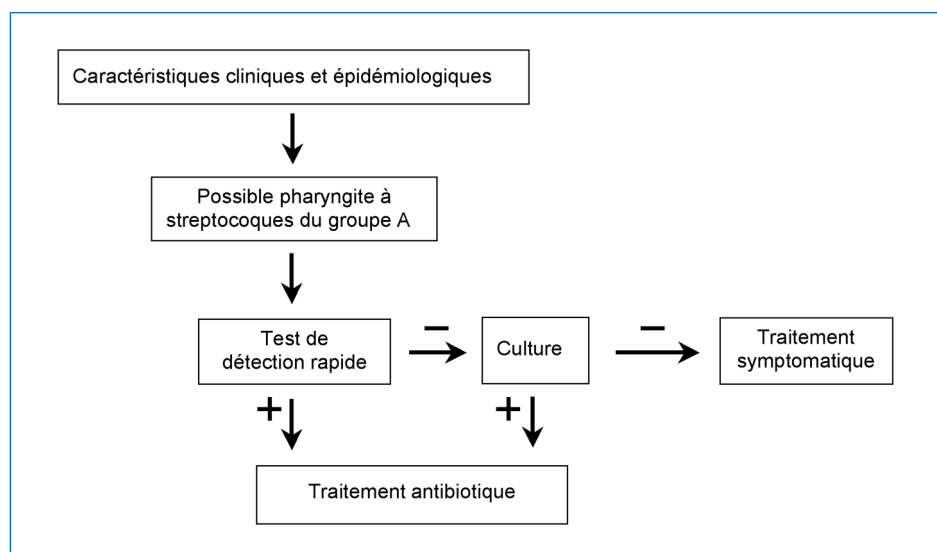 Caractéristiques cliniques et épidémiologiques
Possible pharyngite à
streptocoques du groupe A
Test de
détection rapide
−
Culture
−
Traitement
symptomatique
+
+
Traitement antibiotique